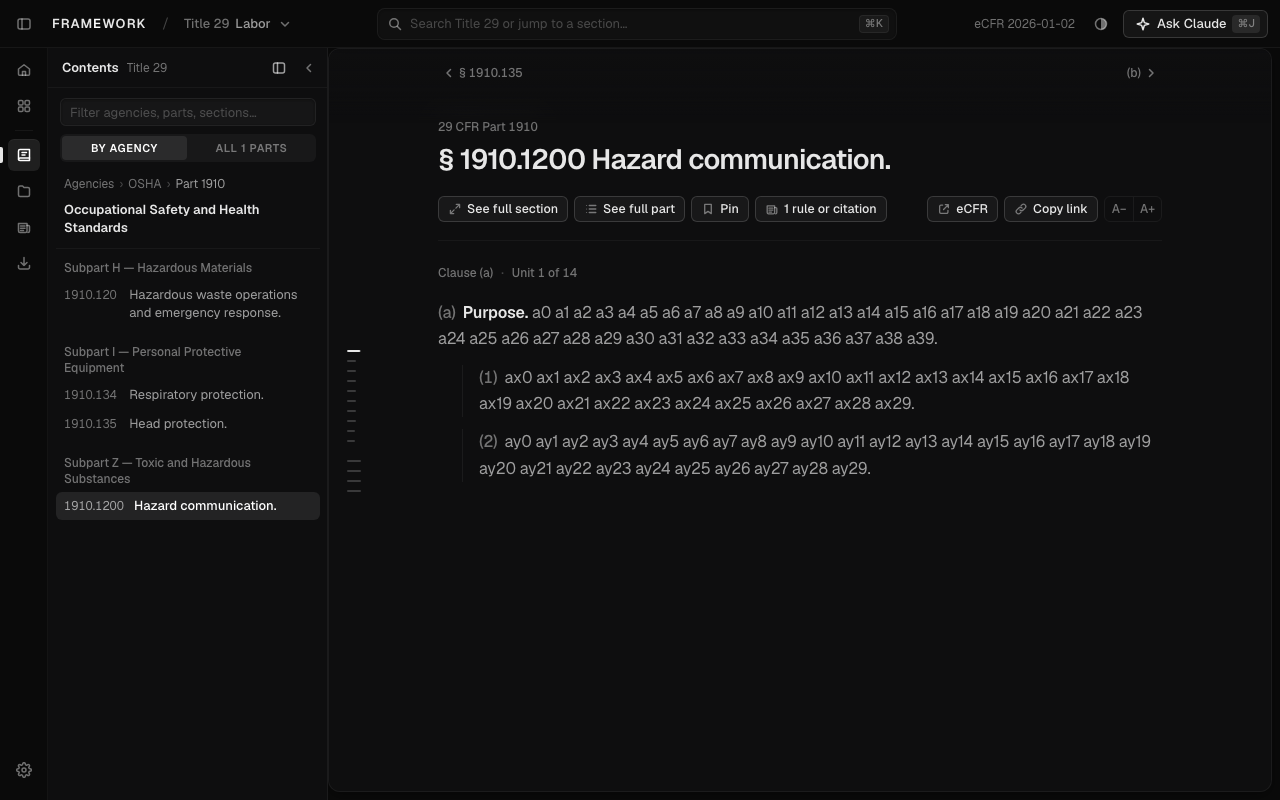 FRAMEWORK / Title 29 Labor
Search Title 29 or jump to a section…
⌘K
eCFR 2026-01-02
Ask Claude ⌘J
Contents Title 29
Filter agencies, parts, sections…
BY AGENCY
ALL 1 PARTS
Agencies › OSHA › Part 1910
Occupational Safety and Health
Standards
Subpart H — Hazardous Materials
1910.120 Hazardous waste operations
and emergency response.
Subpart I — Personal Protective
Equipment
1910.134 Respiratory protection.
1910.135 Head protection.
Subpart Z — Toxic and Hazardous
Substances
1910.1200 Hazard communication.
§ 1910.135
(b)
29 CFR Part 1910
§ 1910.1200 Hazard communication.
See full section
See full part
Pin
1 rule or citation
eCFR
Copy link
A− A+
Clause (a) · Unit 1 of 14
(a) Purpose. a0 a1 a2 a3 a4 a5 a6 a7 a8 a9 a10 a11 a12 a13 a14 a15 a16 a17 a18 a19 a20 a21 a22 a23
a24 a25 a26 a27 a28 a29 a30 a31 a32 a33 a34 a35 a36 a37 a38 a39.
(1) ax0 ax1 ax2 ax3 ax4 ax5 ax6 ax7 ax8 ax9 ax10 ax11 ax12 ax13 ax14 ax15 ax16 ax17 ax18
ax19 ax20 ax21 ax22 ax23 ax24 ax25 ax26 ax27 ax28 ax29.
(2) ay0 ay1 ay2 ay3 ay4 ay5 ay6 ay7 ay8 ay9 ay10 ay11 ay12 ay13 ay14 ay15 ay16 ay17 ay18 ay19
ay20 ay21 ay22 ay23 ay24 ay25 ay26 ay27 ay28 ay29.